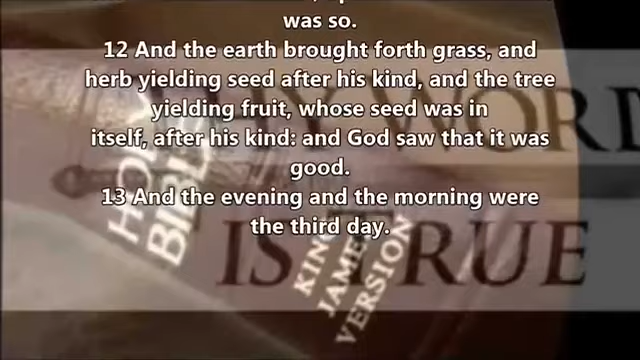 was so.
12 And the earth brought forth grass, and
herb yielding seed after his kind, and the tree
yielding fruit, whose seed was in
itself, after his kind: and God saw that it was
good.
13 And the evening and the morning were
the third day.
WORD
IS TRUE
HOLY
BIBLE
KING
JAMES
VERSION